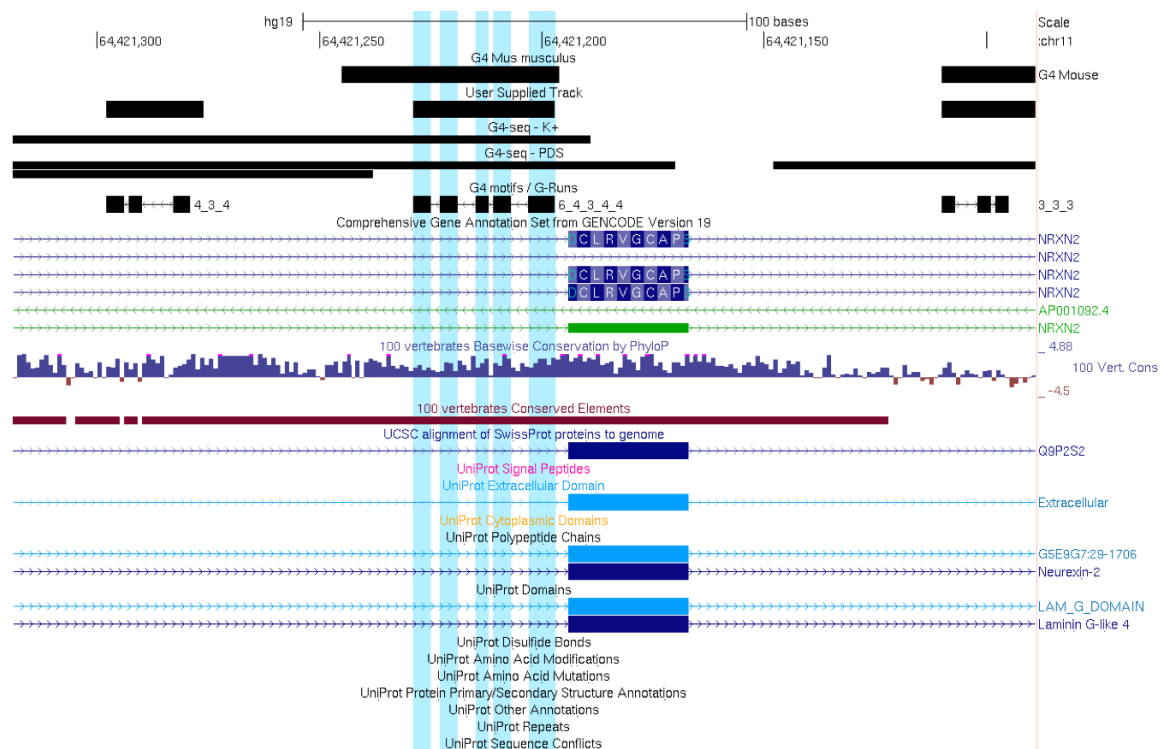 hg19 100 bases Scale
64,421,300 64,421,250 64,421,200 64,421,150 :chr11
G4 Mus musculus
G4 Mouse
User Supplied Track
G4-seq - K+
G4-seq - PDS
G4 motifs / G-Runs
4_3_4 6_4_3_4_4 3_3_3
Comprehensive Gene Annotation Set from GENCODE Version 19
D C L R V G C A P S NRXN2
NRXN2
D C L R V G C A P S NRXN2
D C L R V G C A P S NRXN2
AP001092.4
NRXN2
100 vertebrates Basewise Conservation by PhyloP 4.88
100 Vert. Cons
-4.5
100 vertebrates Conserved Elements
UCSC alignment of SwissProt proteins to genome
Q9P2S2
UniProt Signal Peptides
UniProt Extracellular Domain
Extracellular
UniProt Cytoplasmic Domains
UniProt Polypeptide Chains
G5E9G7:29-1706
Neurexin-2
UniProt Domains
LAM_G_DOMAIN
Laminin G-like 4
UniProt Disulfide Bonds
UniProt Amino Acid Modifications
UniProt Amino Acid Mutations
UniProt Protein Primary/Secondary Structure Annotations
UniProt Other Annotations
UniProt Repeats
UniProt Sequence Conflicts